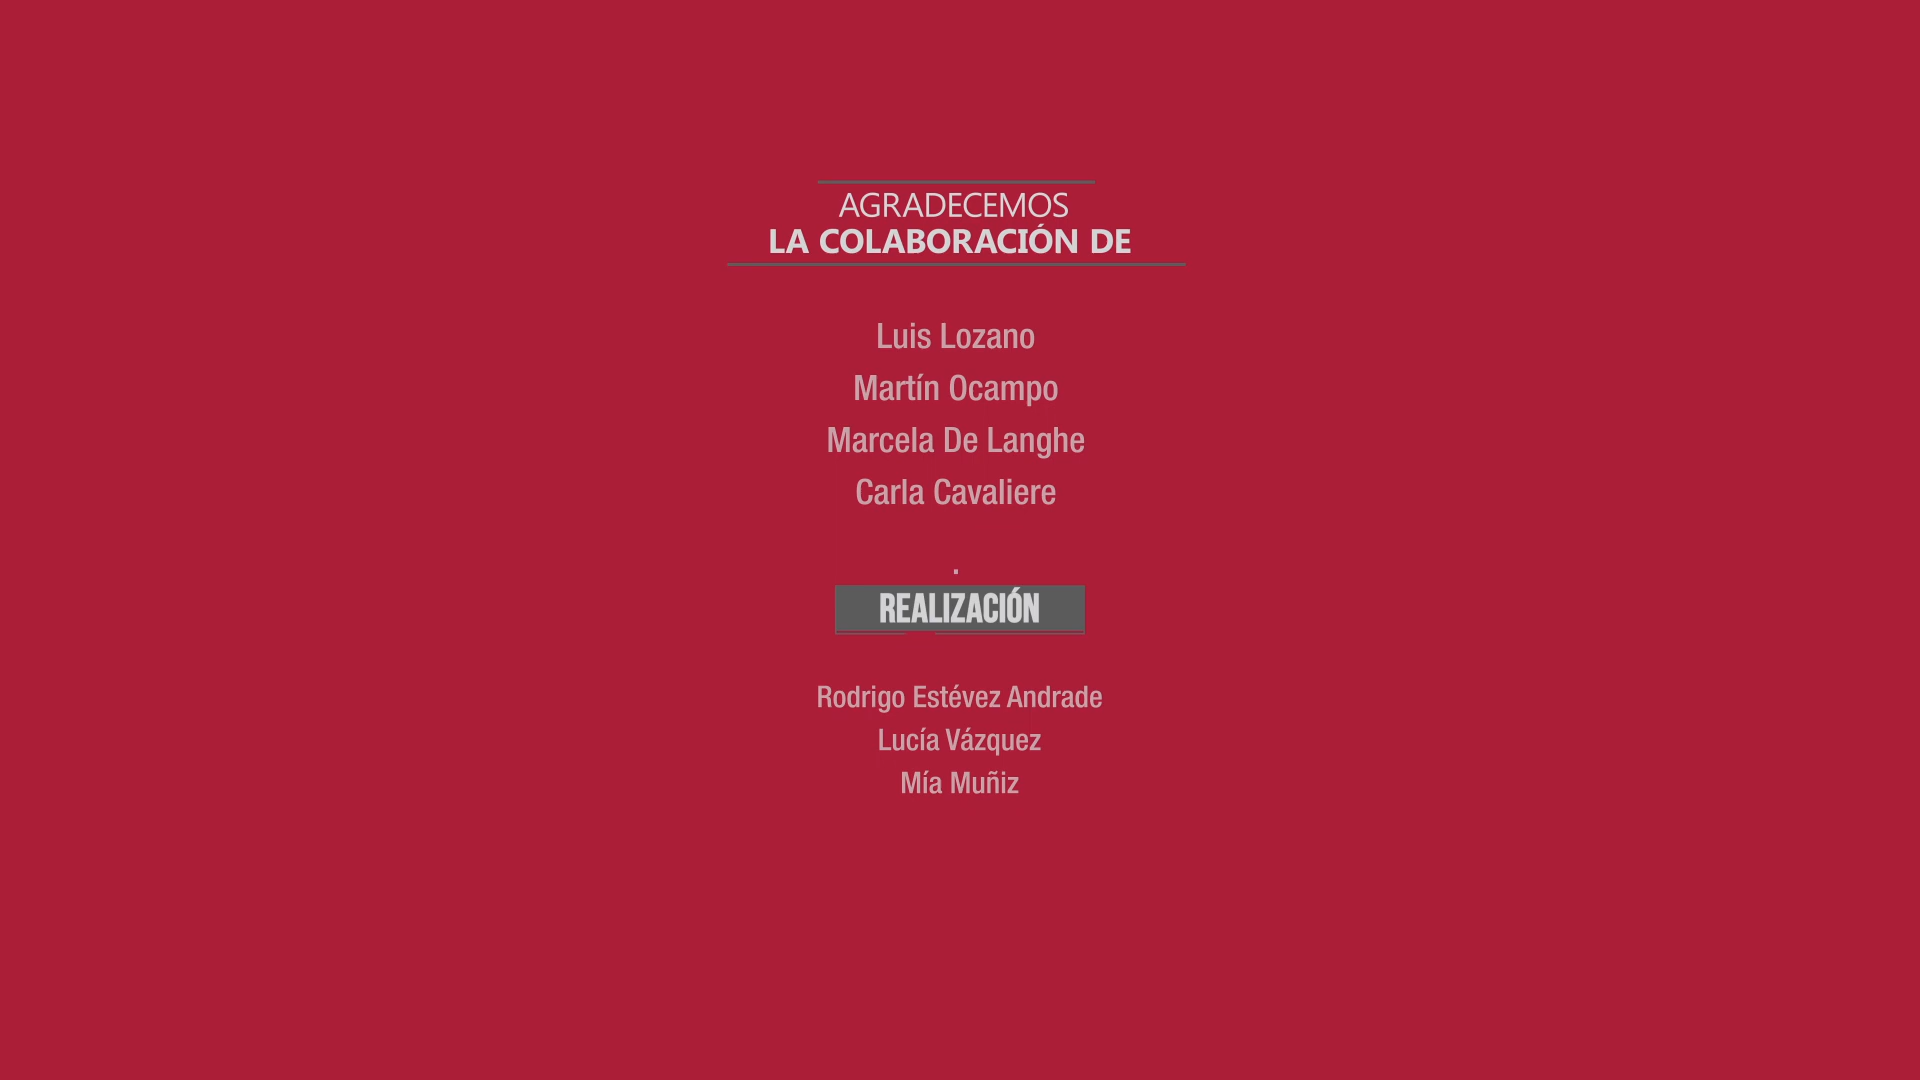 AGRADECEMOS
LA COLABORACIÓN DE
Luis Lozano
Martín Ocampo
Marcela De Langhe
Carla Cavaliere
.
REALIZACIÓN
Rodrigo Estévez Andrade
Lucía Vázquez
Mía Muñiz